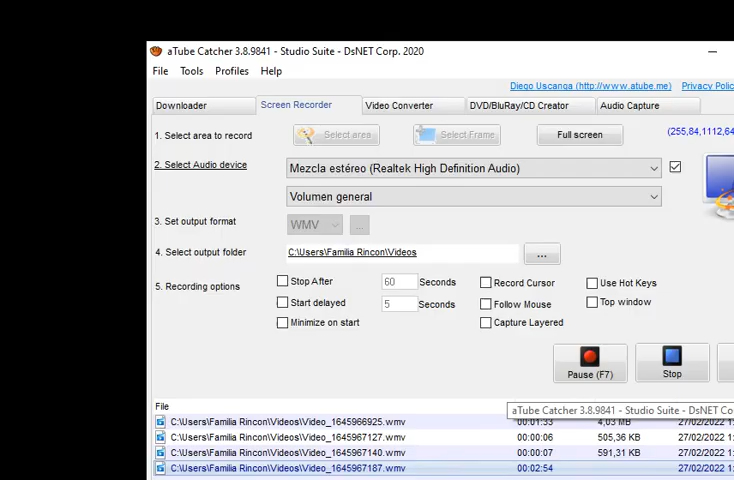 aTube Catcher 3.8.9841 - Studio Suite - DsNET Corp. 2020
File Tools Profiles Help
Diego Uscanga (http://www.atube.me) Privacy Polic
Downloader Screen Recorder Video Converter DVD/BluRay/CD Creator Audio Capture
1. Select area to record Select area Select Frame Full screen (255,84,1112,64
2. Select Audio device Mezcla estéreo (Realtek High Definition Audio)
Volumen general
3. Set output format WMV ...
4. Select output folder C:\Users\Familia Rincon\Videos ...
5. Recording options Stop After 60 Seconds Record Cursor Use Hot Keys
Start delayed 5 Seconds Follow Mouse Top window
Minimize on start Capture Layered
Pause (F7) Stop
File
aTube Catcher 3.8.9841 - Studio Suite - DsNET Co
C:\Users\Familia Rincon\Videos\Video_1645966925.wmv 00:01:33 4,03 MB 27/02/2022 1
C:\Users\Familia Rincon\Videos\Video_1645967127.wmv 00:00:06 505,36 KB 27/02/2022 1
C:\Users\Familia Rincon\Videos\Video_1645967140.wmv 00:00:07 591,31 KB 27/02/2022 1
C:\Users\Familia Rincon\Videos\Video_1645967187.wmv 00:02:54 27/02/2022 1